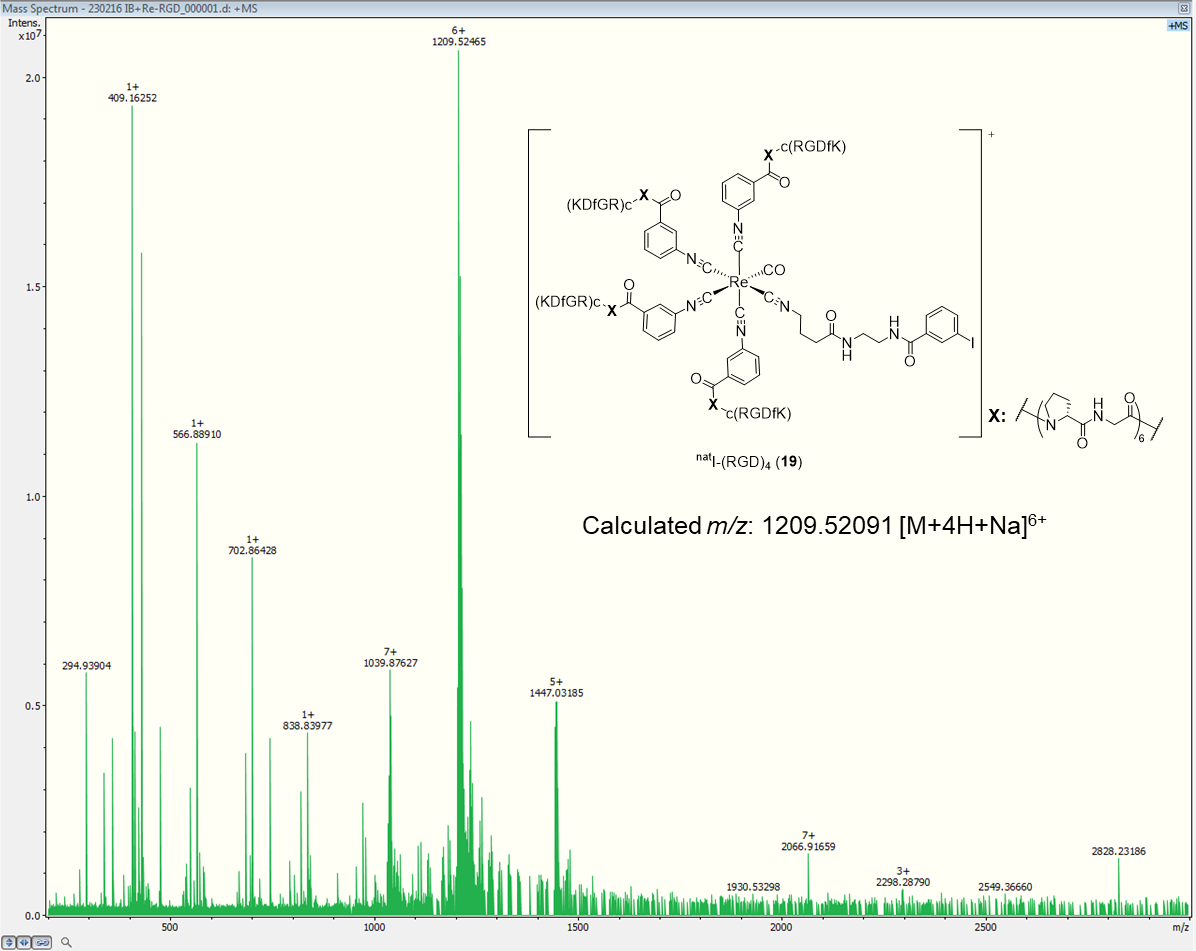 Mass Spectrum - 230216 IB+Re-RGD_000001.d: +MS
Intens.
x10⁷
+MS
2.0
1.5
1.0
0.5
0.0
500
1000
1500
2000
2500
m/z
294.93904
1+
409.16252
1+
566.88910
1+
702.86428
1+
838.83977
7+
1039.87627
6+
1209.52465
5+
1447.03185
1930.53298
7+
2066.91659
3+
2298.28790
2549.36660
2828.23186
+
X
c(RGDfK)
O
N
C
(KDfGR)c
X
O
N
C
CO
Re
(KDfGR)c
X
O
N
C
C
N
C
N
O
N
H
H
N
O
I
O
X
c(RGDfK)
natI-(RGD)₄ (19)
X:
N
O
H
N
O
6
Calculated m/z: 1209.52091 [M+4H+Na]⁶⁺